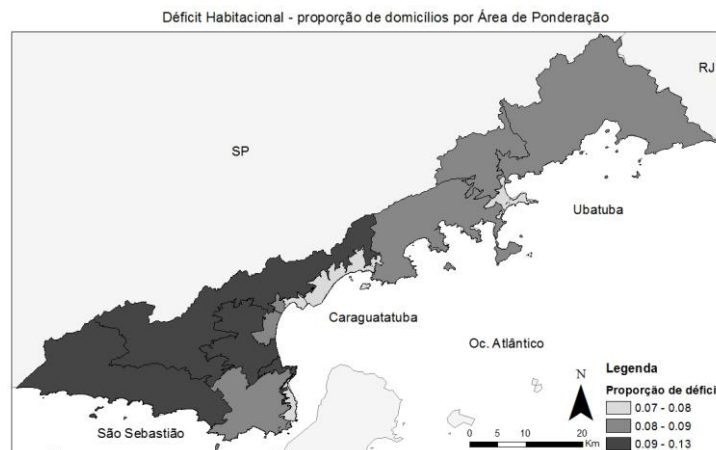 Déficit Habitacional - proporção de domicílios por Área de Ponderação
RJ
SP
Ubatuba
Caraguatatuba
Oc. Atlântico
São Sebastião
N
0 5 10 20
Km
Legenda
Proporção de défici
0.07 - 0.08
0.08 - 0.09
0.09 - 0.13